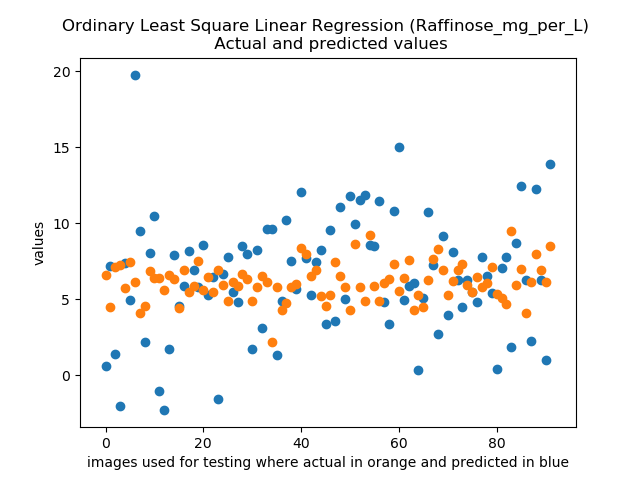 Ordinary Least Square Linear Regression (Raffinose_mg_per_L)
Actual and predicted values
20
15
10
5
0
values
0 20 40 60 80
images used for testing where actual in orange and predicted in blue